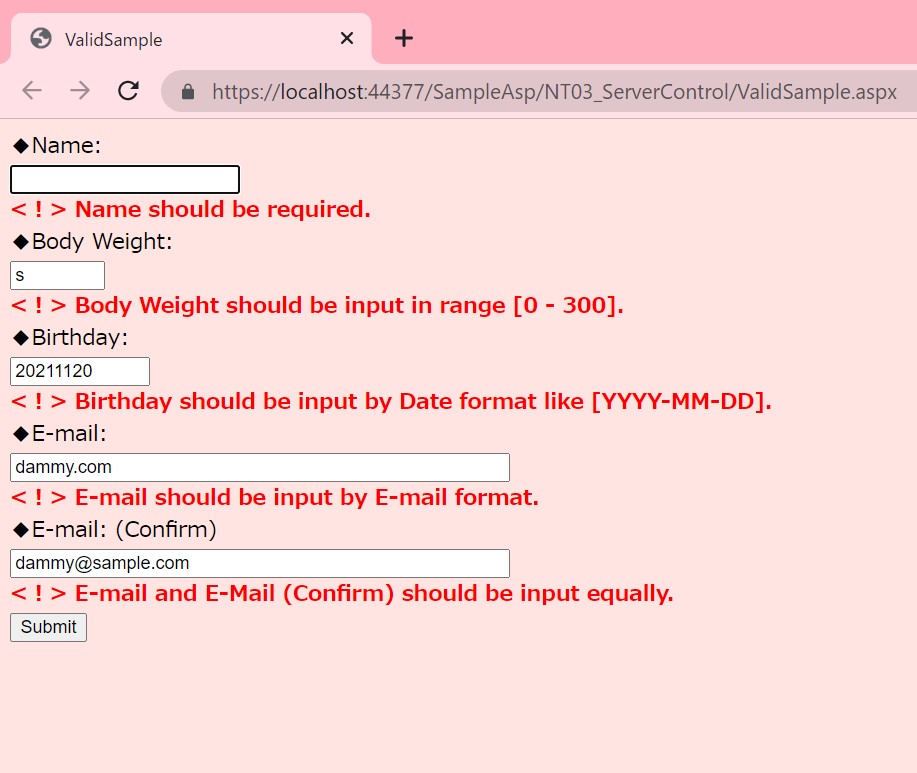 ValidSample
https://localhost:44377/SampleAsp/NT03_ServerControl/ValidSample.aspx
◆Name:
< ! > Name should be required.
◆Body Weight:
s
< ! > Body Weight should be input in range [0 - 300].
◆Birthday:
20211120
< ! > Birthday should be input by Date format like [YYYY-MM-DD].
◆E-mail:
dammy.com
< ! > E-mail should be input by E-mail format.
◆E-mail: (Confirm)
dammy@sample.com
< ! > E-mail and E-Mail (Confirm) should be input equally.
Submit